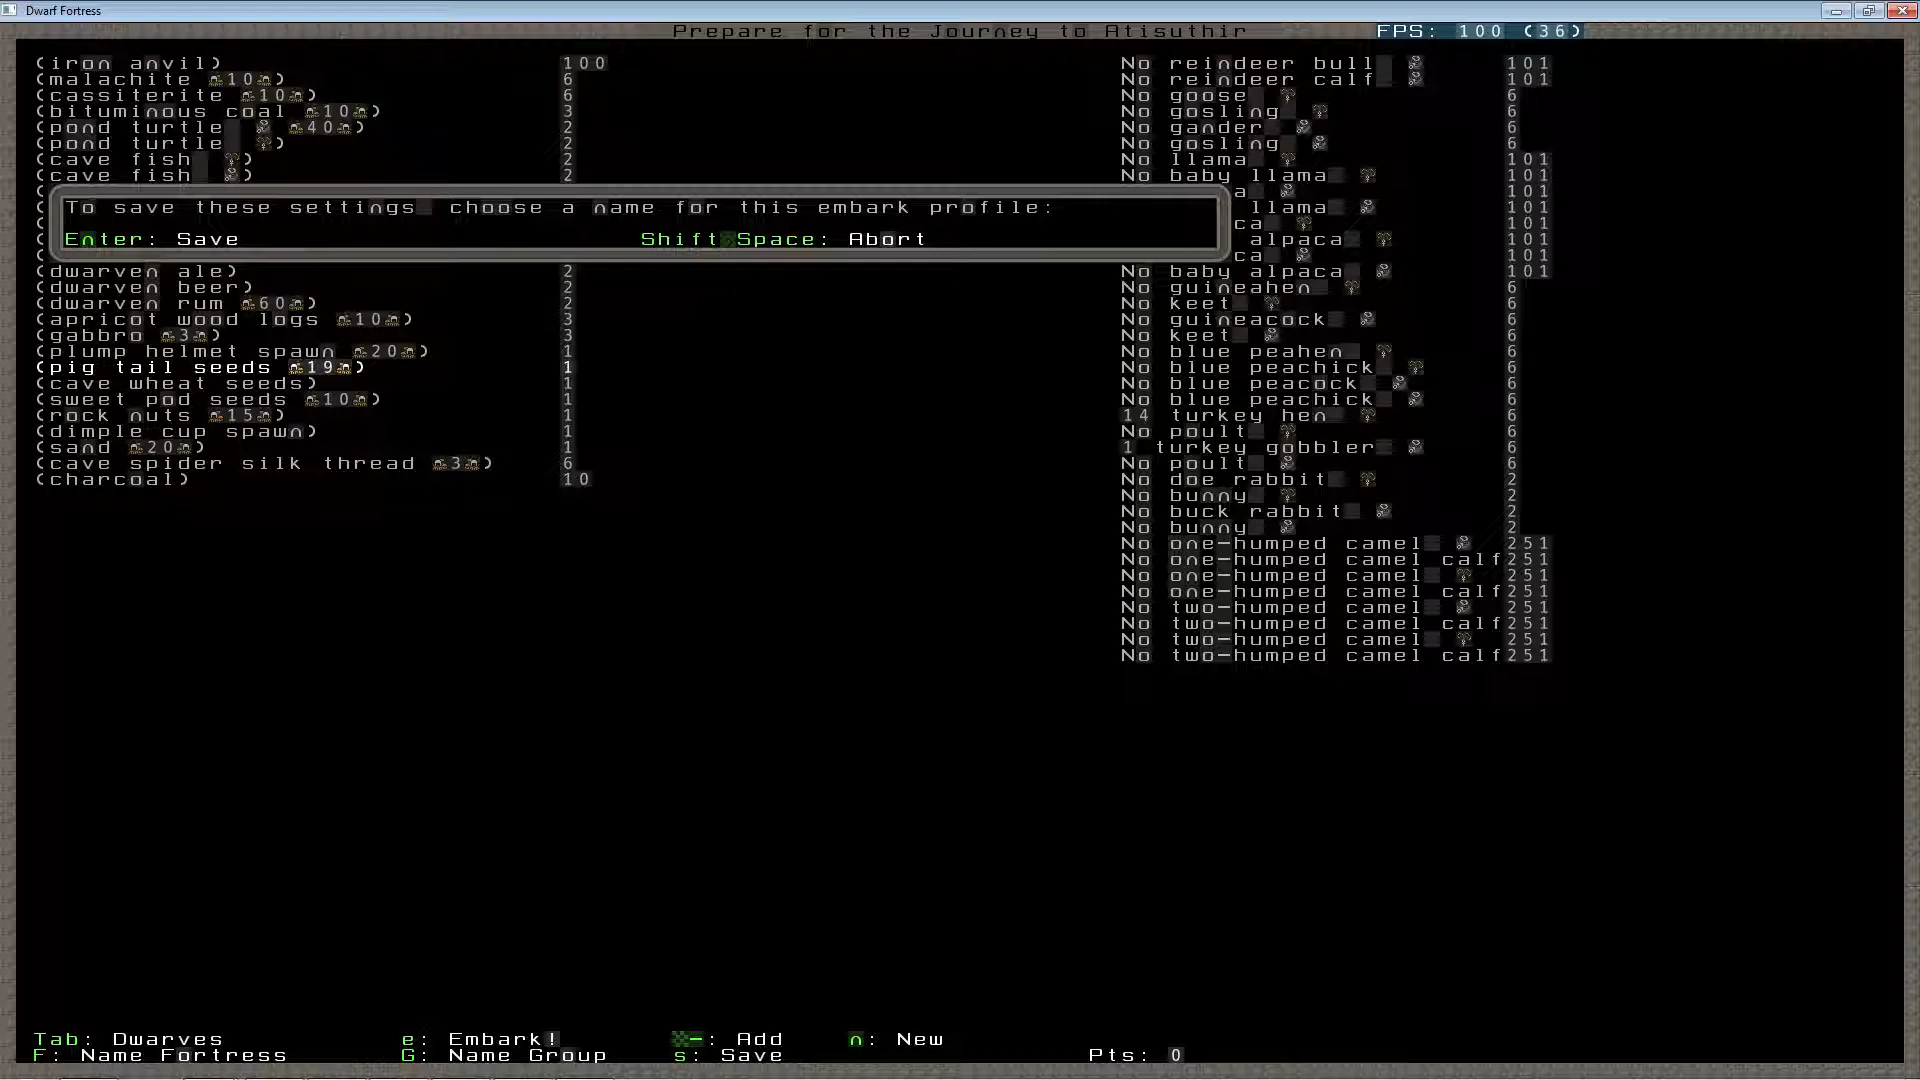 Dwarf Fortress
Prepare for the Journey to Atisuthir
FPS: 100 (36)
(iron anvil) 100
(malachite [10]) 6
(cassiterite [10]) 6
(bituminous coal [10]) 3
(pond turtle [40]) 2
(pond turtle ) 2
(cave fish ) 2
(cave fish ) 2
To save these settings choose a name for this embark profile:
Enter: Save
Shift Space: Abort
(dwarven ale) 2
(dwarven beer) 2
(dwarven rum [60]) 2
(apricot wood logs [10]) 3
(gabbro [3]) 3
(plump helmet spawn [20]) 1
(pig tail seeds [19]) 1
(cave wheat seeds) 1
(sweet pod seeds [10]) 1
(rock nuts [15]) 1
(dimple cup spawn) 1
(sand [20]) 1
(cave spider silk thread [3]) 6
(charcoal) 10
No reindeer bull 101
No reindeer calf 101
No goose 6
No gosling 6
No gander 6
No gosling 6
No llama 101
No baby llama 101
a 101
llama 101
ca 101
alpaca 101
ca 101
No baby alpaca 101
No guineahen 6
No keet 6
No guineacock 6
No keet 6
No blue peahen 6
No blue peachick 6
No blue peacock 6
No blue peachick 6
14 turkey hen 6
No poult 6
1 turkey gobbler 6
No poult 6
No doe rabbit 2
No bunny 2
No buck rabbit 2
No bunny 2
No one-humped camel 251
No one-humped camel calf 251
No one-humped camel 251
No one-humped camel calf 251
No two-humped camel 251
No two-humped camel calf 251
No two-humped camel 251
No two-humped camel calf 251
Tab: Dwarves e: Embark! -: Add n: New
F: Name Fortress G: Name Group s: Save Pts: 0